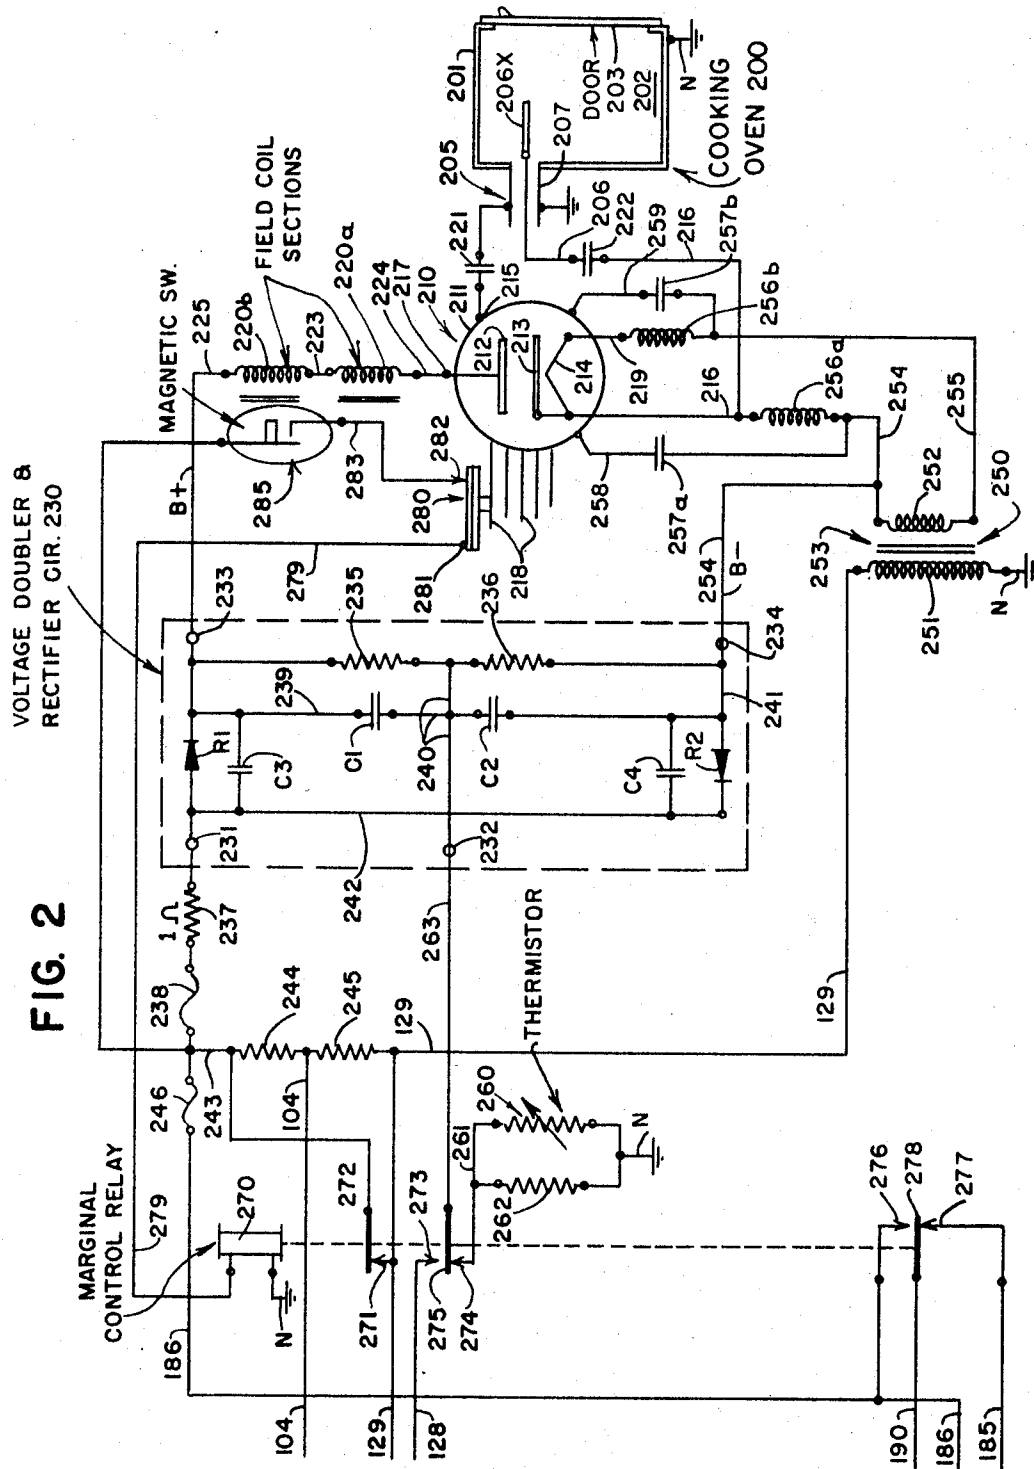 FIG. 2
VOLTAGE DOUBLER &
RECTIFIER CIR. 230
MAGNETIC SW.
FIELD COIL
SECTIONS
COOKING
OVEN 200
DOOR
203
202
201
206X
207
205
N
206
222
259
216
257b
256b
221
211
215
210
217
224
220a
223
220b
225
212
213
214
219
216
256a
254
255
B+
285
283
282
280
281
279
218
258
257a
254
B-
253
252
250
251
N
233
235
236
234
239
241
R1
C3
C1
240
C2
C4
R2
231
232
242
1Ω
237
238
263
THERMISTOR
244
245
129
129
246
243
104
260
261
262
N
MARGINAL
CONTROL RELAY
279
270
272
273
271
275
274
276
278
277
186
N
104
129
128
190
186
185